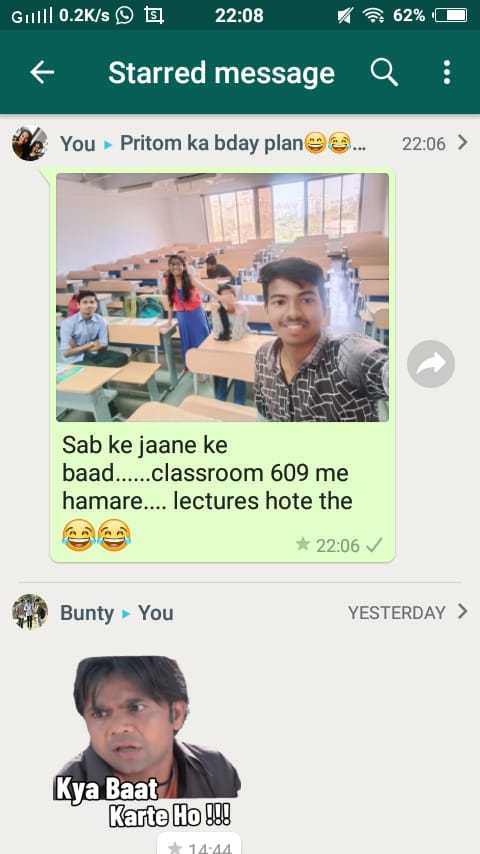 0.2K/s 22:08 62%
Starred message
You ▸ Pritom ka bday plan😄😂... 22:06
Sab ke jaane ke
baad......classroom 609 me
hamare.... lectures hote the
😂😂
22:06
Bunty ▸ You YESTERDAY
Kya Baat
Karte Ho !!!
14:44